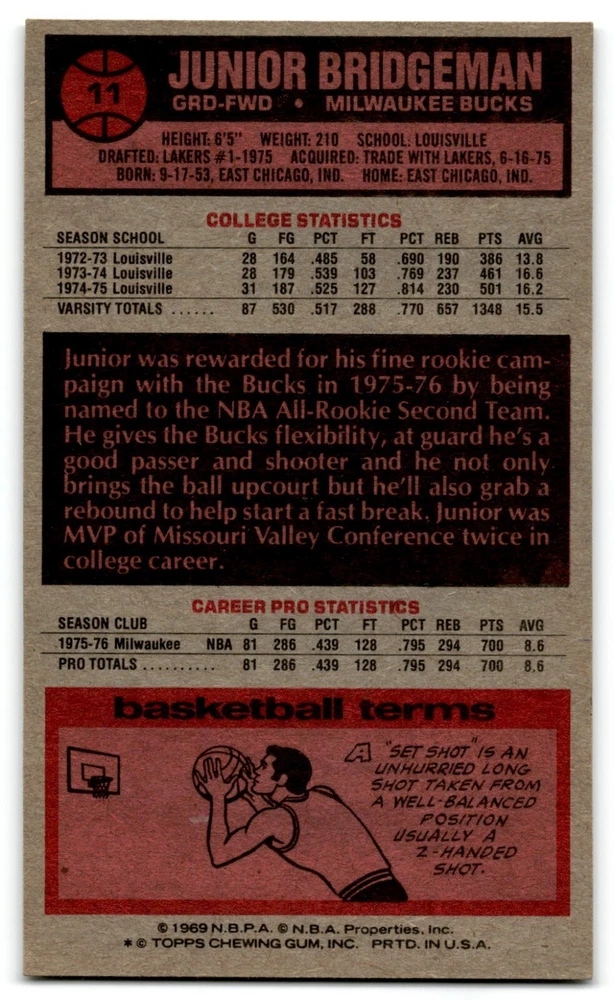 11
JUNIOR BRIDGEMAN
GRD-FWD • MILWAUKEE BUCKS
HEIGHT: 6'5" WEIGHT: 210 SCHOOL: LOUISVILLE
DRAFTED: LAKERS #1-1975 ACQUIRED: TRADE WITH LAKERS, 6-16-75
BORN: 9-17-53, EAST CHICAGO, IND. HOME: EAST CHICAGO, IND.
COLLEGE STATISTICS
SEASON SCHOOL G FG PCT FT PCT REB PTS AVG
1972-73 Louisville 28 164 .485 58 .690 190 386 13.8
1973-74 Louisville 28 179 .539 103 .769 237 461 16.6
1974-75 Louisville 31 187 .525 127 .814 230 501 16.2
VARSITY TOTALS ...... 87 530 .517 288 .770 657 1348 15.5
Junior was rewarded for his fine rookie cam-
paign with the Bucks in 1975-76 by being
named to the NBA All-Rookie Second Team.
He gives the Bucks flexibility, at guard he's a
good passer and shooter and he not only
brings the ball upcourt but he'll also grab a
rebound to help start a fast break. Junior was
MVP of Missouri Valley Conference twice in
college career.
CAREER PRO STATISTICS
SEASON CLUB G FG PCT FT PCT REB PTS AVG
1975-76 Milwaukee NBA 81 286 .439 128 .795 294 700 8.6
PRO TOTALS .......... 81 286 .439 128 .795 294 700 8.6
basketball terms
A "SET SHOT" IS AN
UNHURRIED LONG
SHOT TAKEN FROM
A WELL-BALANCED
POSITION
USUALLY A
2-HANDED
SHOT.
© 1969 N.B.P.A. © N.B.A. Properties, Inc.
* © TOPPS CHEWING GUM, INC. PRTD. IN U.S.A.